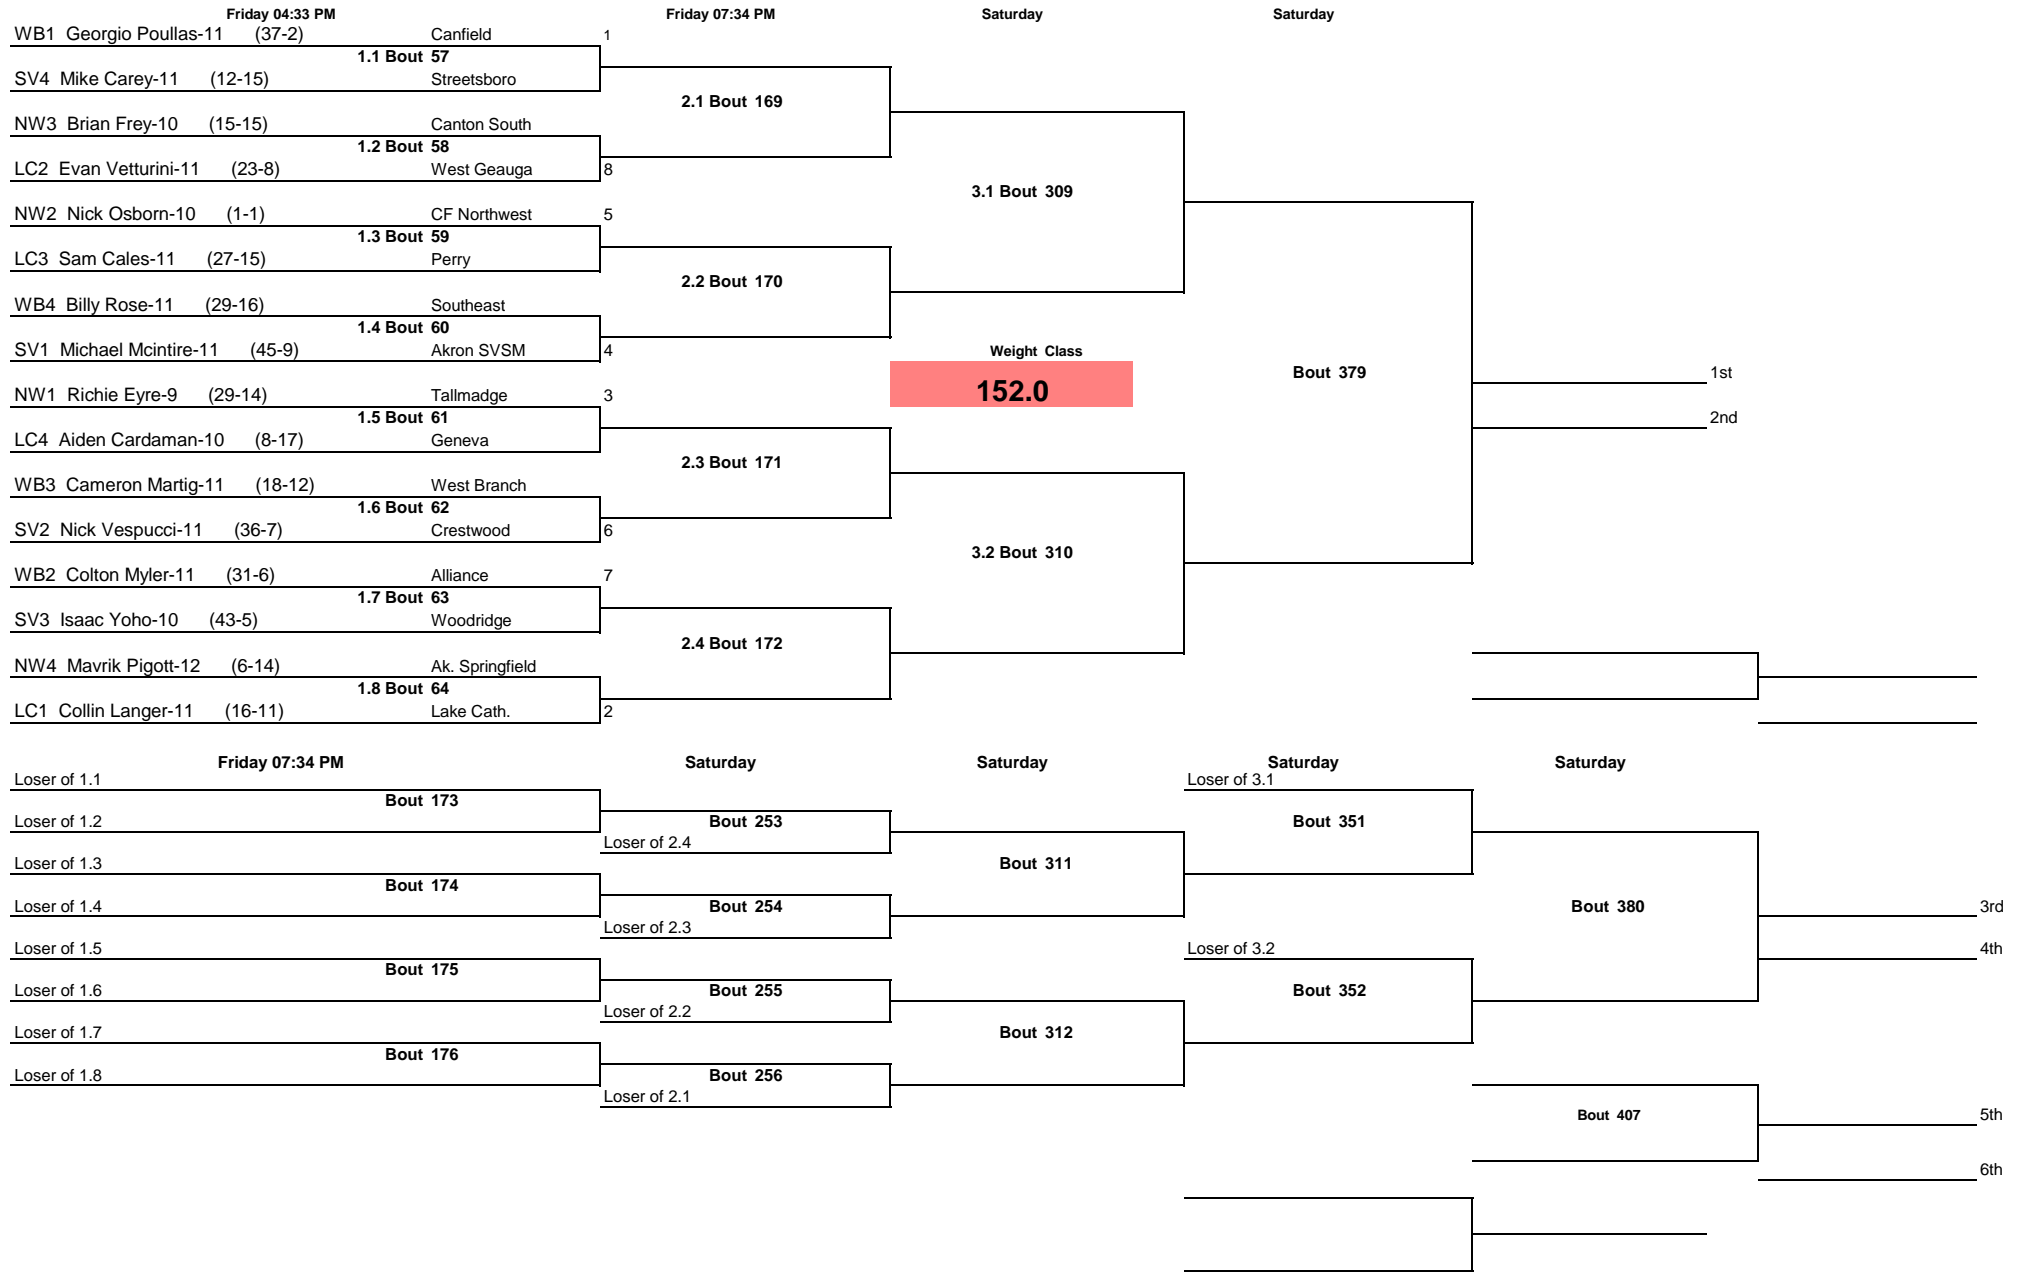 Friday 04:33 PM Friday 07:34 PM Saturday Saturday
WB1 Georgio Poullas-11 (37-2) Canfield 1
1.1 Bout 57
SV4 Mike Carey-11 (12-15) Streetsboro
2.1 Bout 169
NW3 Brian Frey-10 (15-15) Canton South
1.2 Bout 58
LC2 Evan Vetturini-11 (23-8) West Geauga 8
3.1 Bout 309
NW2 Nick Osborn-10 (1-1) CF Northwest 5
1.3 Bout 59
LC3 Sam Cales-11 (27-15) Perry
2.2 Bout 170
WB4 Billy Rose-11 (29-16) Southeast
1.4 Bout 60
SV1 Michael Mcintire-11 (45-9) Akron SVSM 4 Weight Class
Bout 379 1st
152.0
NW1 Richie Eyre-9 (29-14) Tallmadge 3
1.5 Bout 61 2nd
LC4 Aiden Cardaman-10 (8-17) Geneva
2.3 Bout 171
WB3 Cameron Martig-11 (18-12) West Branch
1.6 Bout 62
SV2 Nick Vespucci-11 (36-7) Crestwood 6
3.2 Bout 310
WB2 Colton Myler-11 (31-6) Alliance 7
1.7 Bout 63
SV3 Isaac Yoho-10 (43-5) Woodridge
2.4 Bout 172
NW4 Mavrik Pigott-12 (6-14) Ak. Springfield
1.8 Bout 64
LC1 Collin Langer-11 (16-11) Lake Cath. 2
Friday 07:34 PM Saturday Saturday Saturday Saturday
Loser of 1.1 Loser of 3.1
Bout 173
Loser of 1.2 Bout 253 Bout 351
Loser of 2.4
Loser of 1.3 Bout 311
Bout 174
Loser of 1.4 Bout 254 Bout 380 3rd
Loser of 2.3
Loser of 1.5 Loser of 3.2 4th
Bout 175
Loser of 1.6 Bout 255 Bout 352
Loser of 2.2
Loser of 1.7 Bout 312
Bout 176
Loser of 1.8 Bout 256
Loser of 2.1
Bout 407 5th
6th